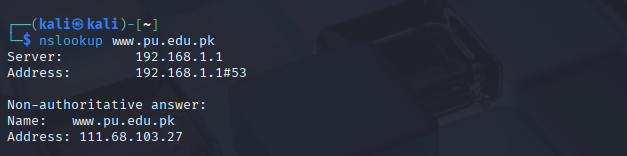 ┌──(kali㉿kali)-[~]
└─$ nslookup www.pu.edu.pk
Server:         192.168.1.1
Address:        192.168.1.1#53

Non-authoritative answer:
Name:   www.pu.edu.pk
Address: 111.68.103.27